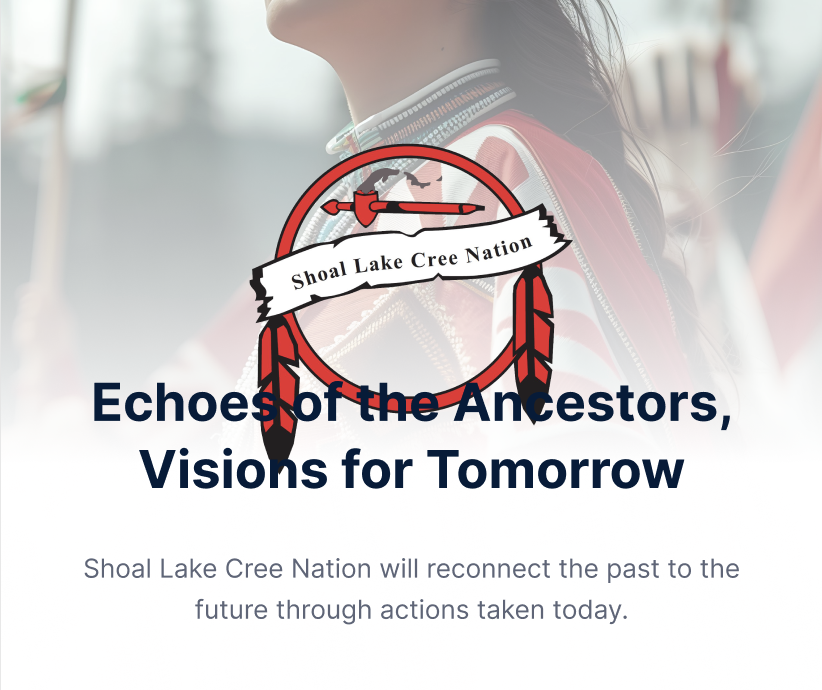 Shoal Lake Cree Nation
Echoes of the Ancestors,
Visions for Tomorrow
Shoal Lake Cree Nation will reconnect the past to the
future through actions taken today.